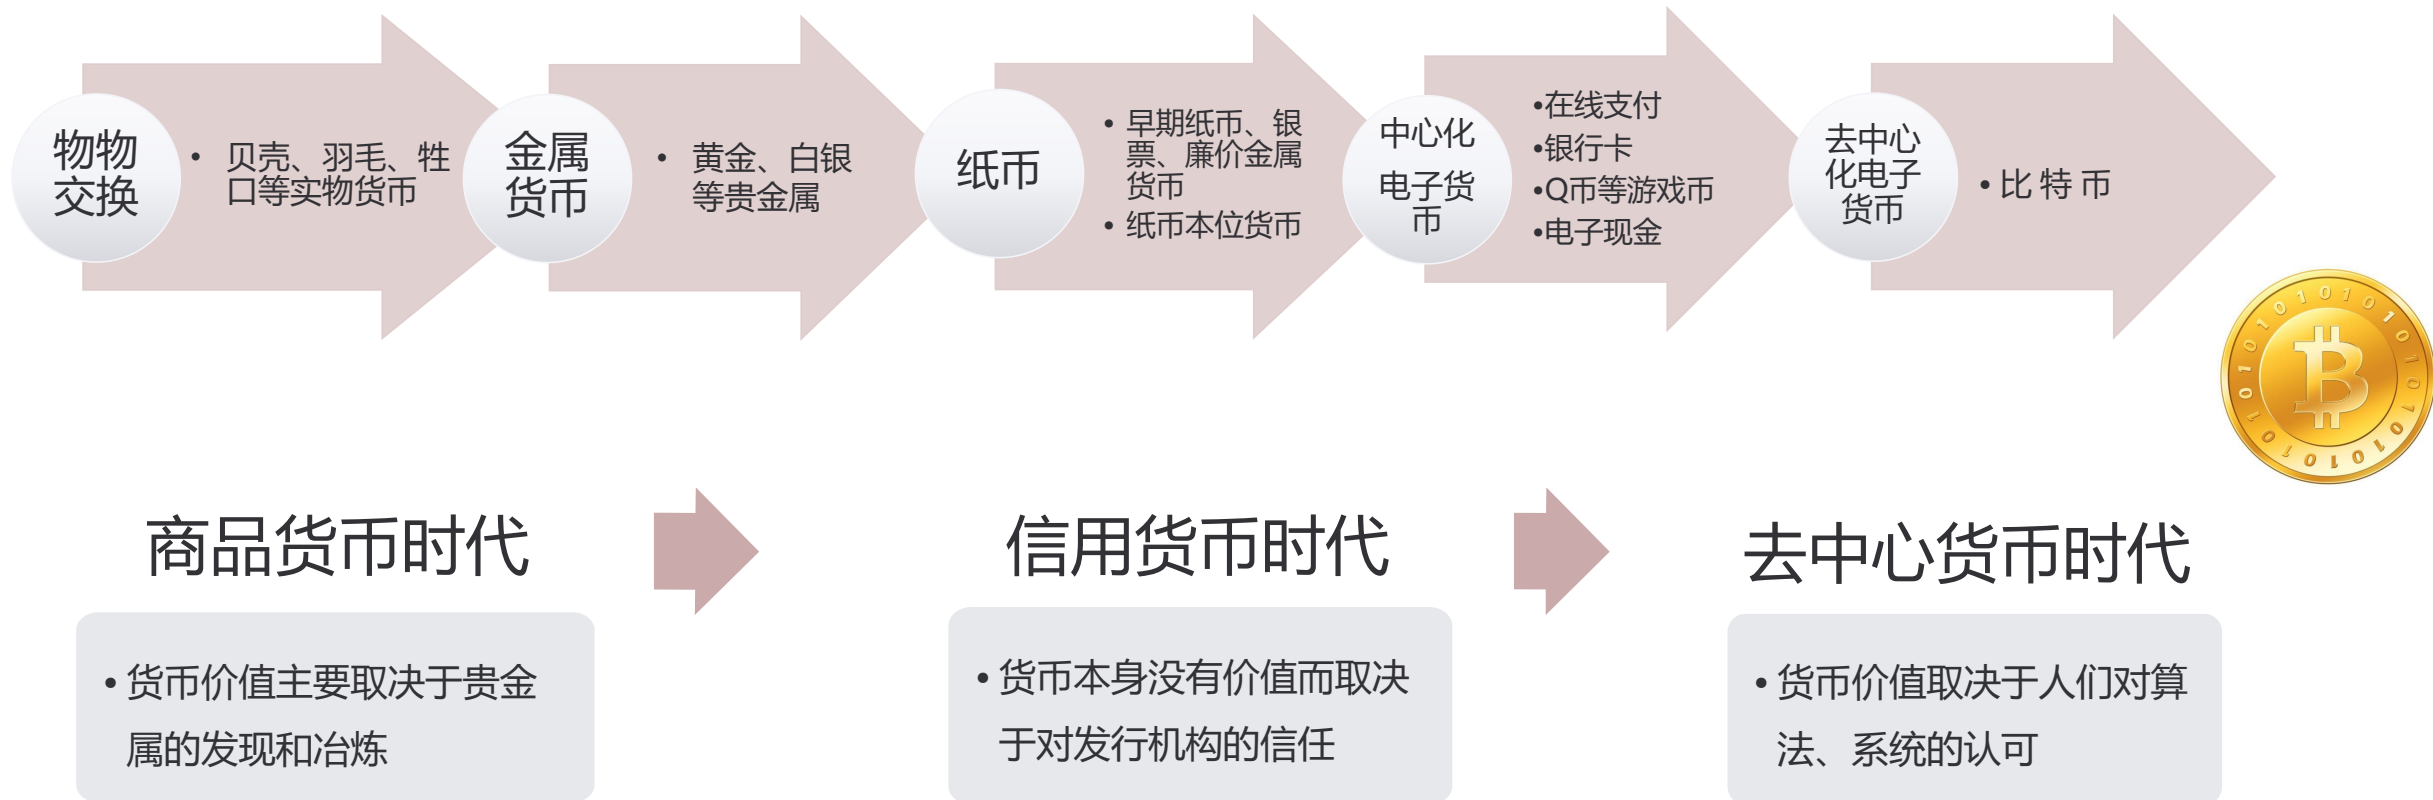 物物
交换
• 贝壳、羽毛、牲
口等实物货币
金属
货币
• 黄金、白银
等贵金属
纸币
• 早期纸币、银
票、廉价金属
货币
• 纸币本位货币
中心化
电子货
币
•在线支付
•银行卡
•Q币等游戏币
•电子现金
去中心
化电子
货币
• 比特币
商品货币时代
信用货币时代
去中心货币时代
• 货币价值主要取决于贵金
属的发现和冶炼
• 货币本身没有价值而取决
于对发行机构的信任
• 货币价值取决于人们对算
法、系统的认可